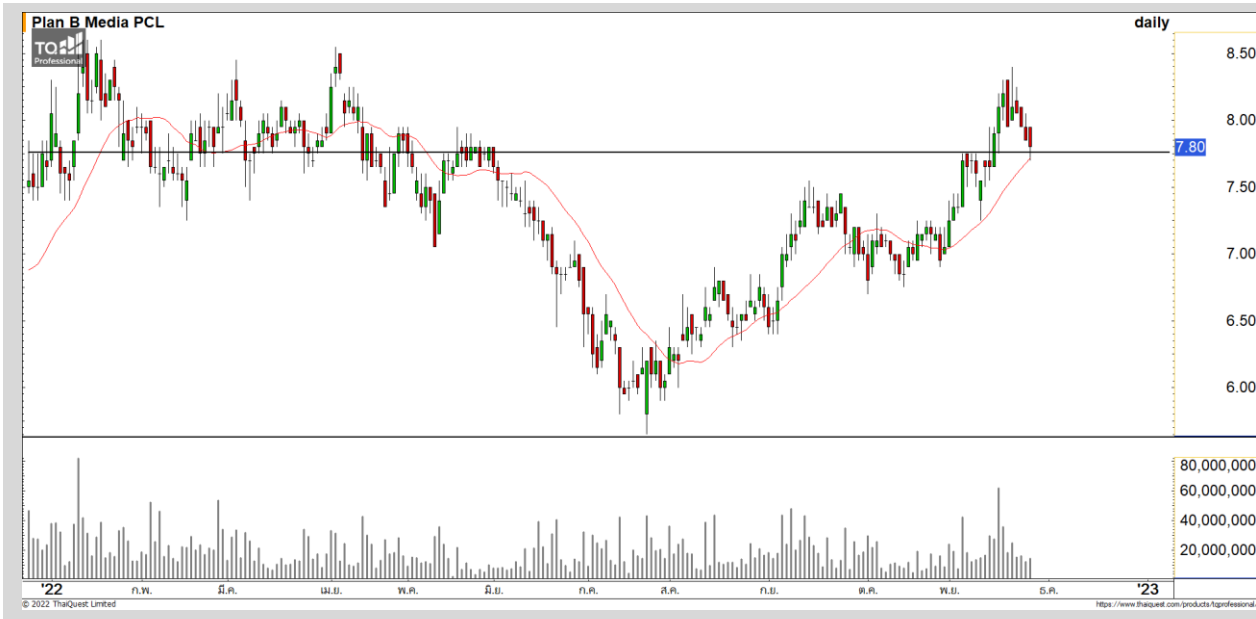 Plan B Media PCL
daily
TQ
Professional
8.50
8.00
7.80
7.50
7.00
6.50
6.00
80,000,000
60,000,000
40,000,000
20,000,000
'22 ก.พ. มี.ค. เม.ย. พ.ค. มิ.ย. ก.ค. ส.ค. ก.ย. ต.ค. พ.ย. ธ.ค. '23
© 2022 ThaiQuest Limited
https://www.thaiquest.com/products/tqprofessional